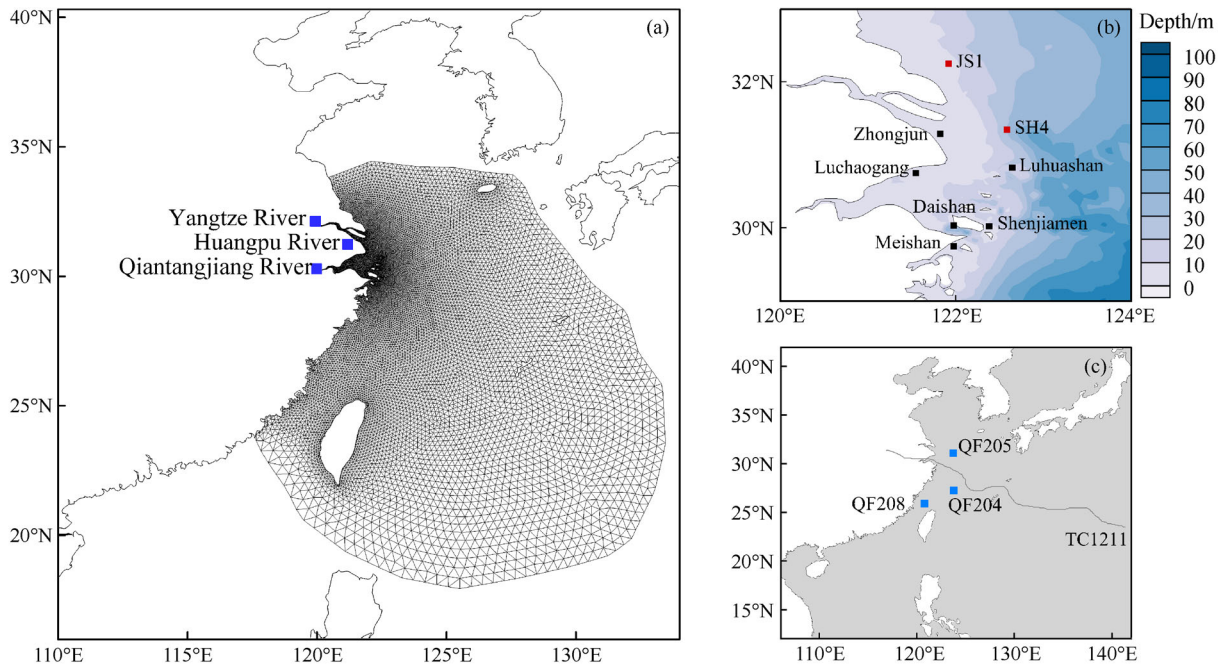 40°N
35°N
30°N
25°N
20°N
110°E
115°E
120°E
125°E
130°E
(a)
Yangtze River
Huangpu River
Qiantangjiang River
(b)
32°N
30°N
120°E
122°E
124°E
JS1
SH4
Zhongjun
Luchaogang
Luhuashan
Daishan
Shenjiamen
Meishan
Depth/m
100
90
80
70
60
50
40
30
20
10
0
(c)
40°N
35°N
30°N
25°N
20°N
15°N
110°E
120°E
130°E
140°E
QF205
QF208
QF204
TC1211